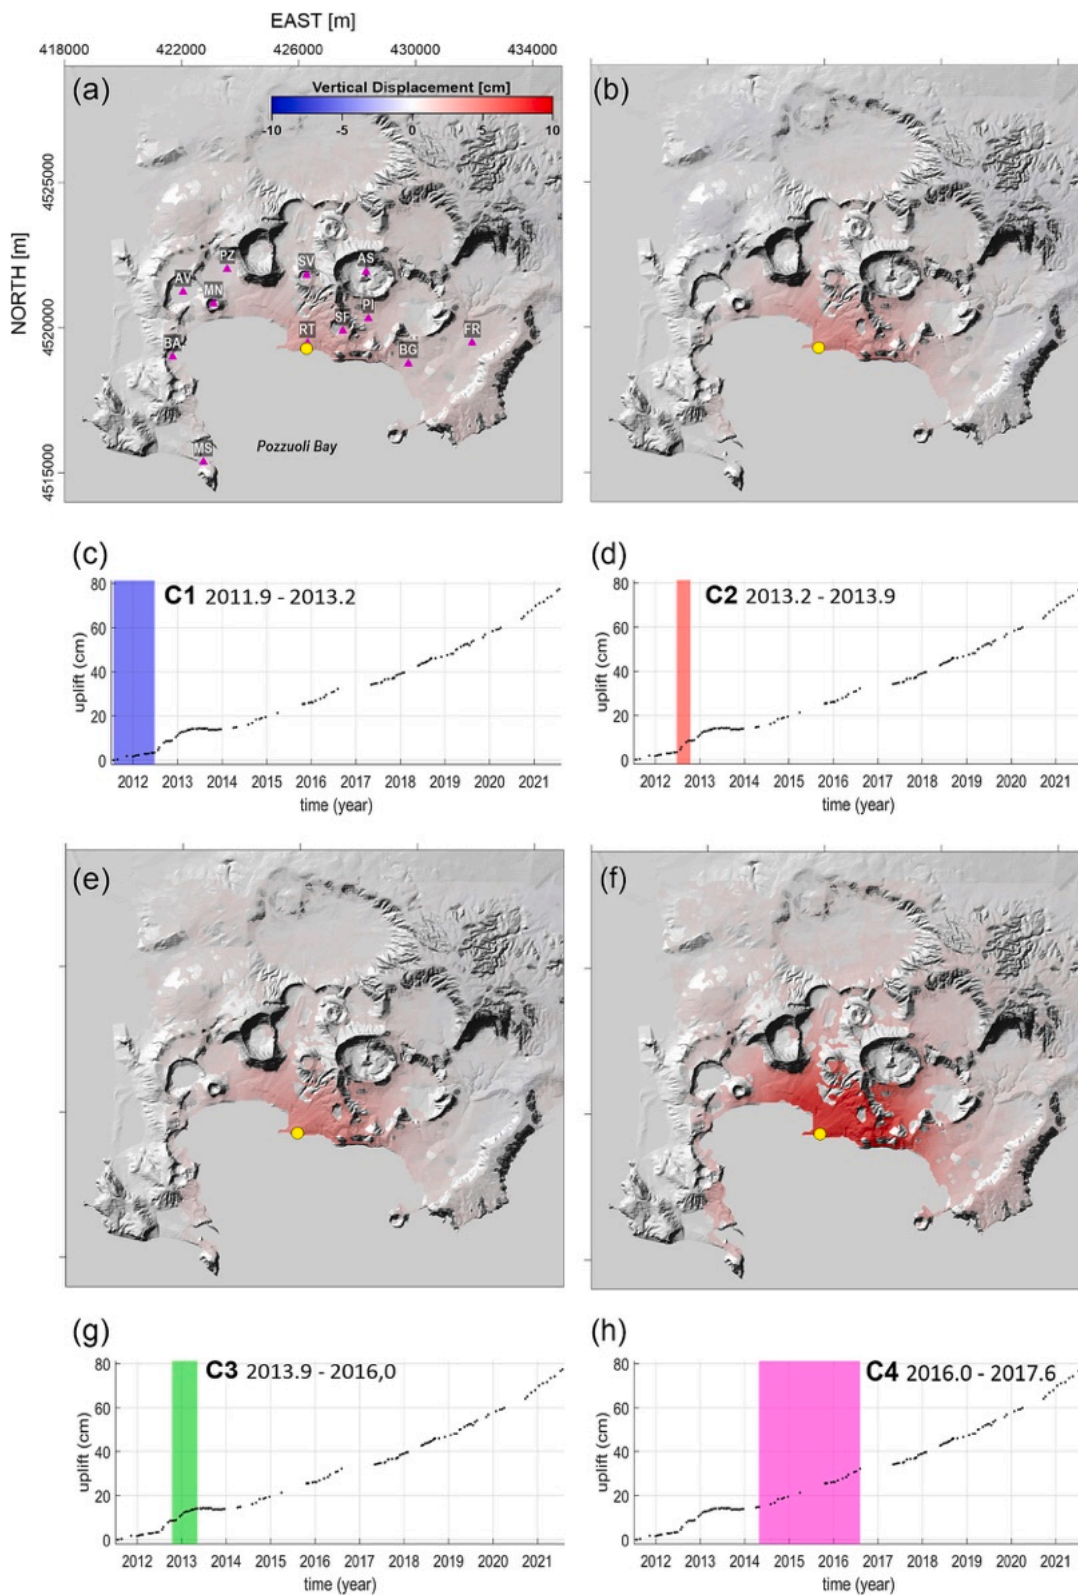 EAST [m]
418000 422000 426000 430000 434000
(a) (b)
Vertical Displacement [cm]
-10 -5 0 5 10
NORTH [m]
4525000
4520000
4515000
PZ SV AS
AV MN PI
SF
RT FR
BA BG
MS
Pozzuoli Bay
(c) (d)
C1 2011.9 - 2013.2
C2 2013.2 - 2013.9
uplift (cm)
80
60
40
20
0
2012 2013 2014 2015 2016 2017 2018 2019 2020 2021
time (year)
uplift (cm)
80
60
40
20
0
2012 2013 2014 2015 2016 2017 2018 2019 2020 2021
time (year)
(e) (f)
(g) (h)
C3 2013.9 - 2016,0
C4 2016.0 - 2017.6
uplift (cm)
80
60
40
20
0
2012 2013 2014 2015 2016 2017 2018 2019 2020 2021
time (year)
uplift (cm)
80
60
40
20
0
2012 2013 2014 2015 2016 2017 2018 2019 2020 2021
time (year)